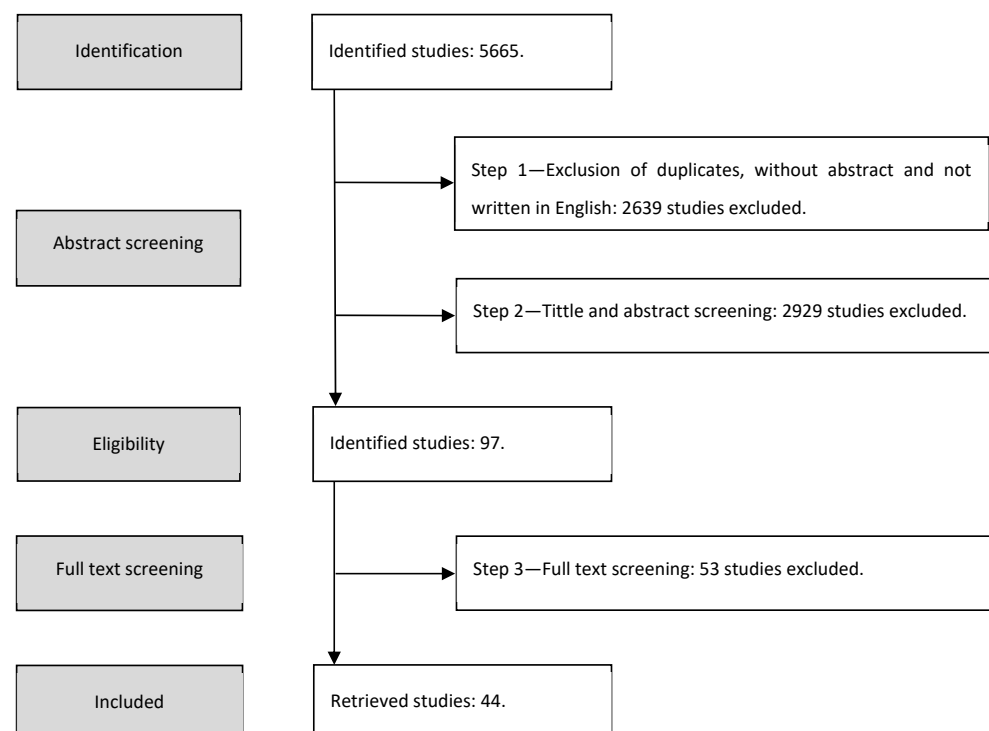 Identification
Identified studies: 5665.
Step 1—Exclusion of duplicates, without abstract and not
written in English: 2639 studies excluded.
Abstract screening
Step 2—Tittle and abstract screening: 2929 studies excluded.
Eligibility
Identified studies: 97.
Full text screening
Step 3—Full text screening: 53 studies excluded.
Included
Retrieved studies: 44.